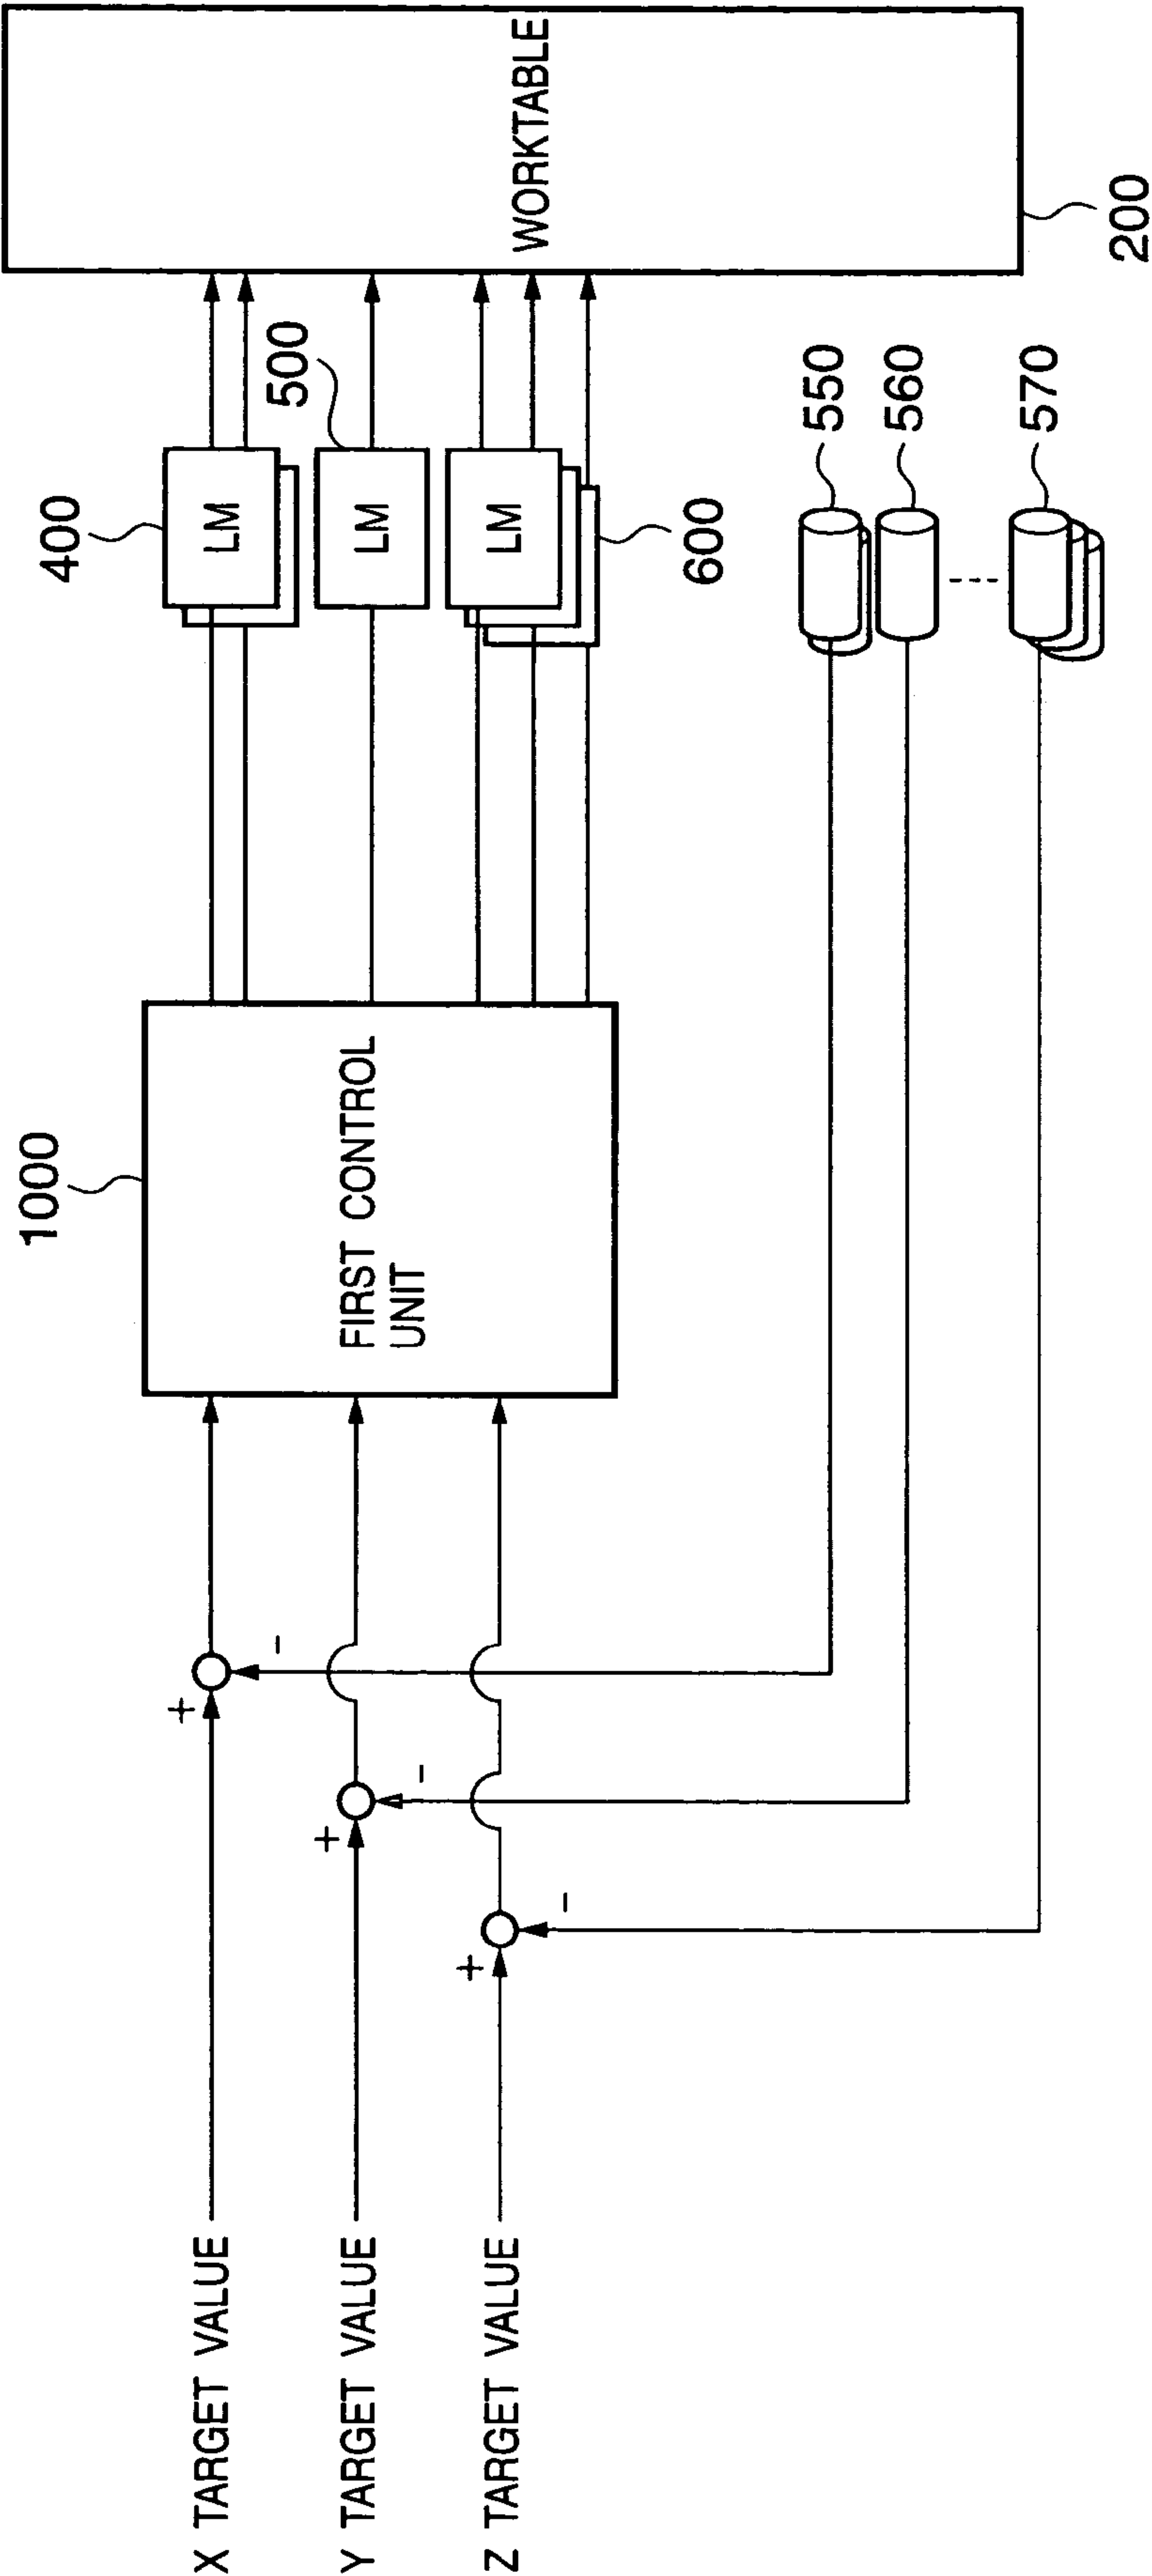 1000
400
500
600
LM
LM
LM
WORKTABLE
200
FIRST CONTROL
UNIT
X TARGET VALUE
Y TARGET VALUE
Z TARGET VALUE
+
-
+
-
+
-
550
560
570